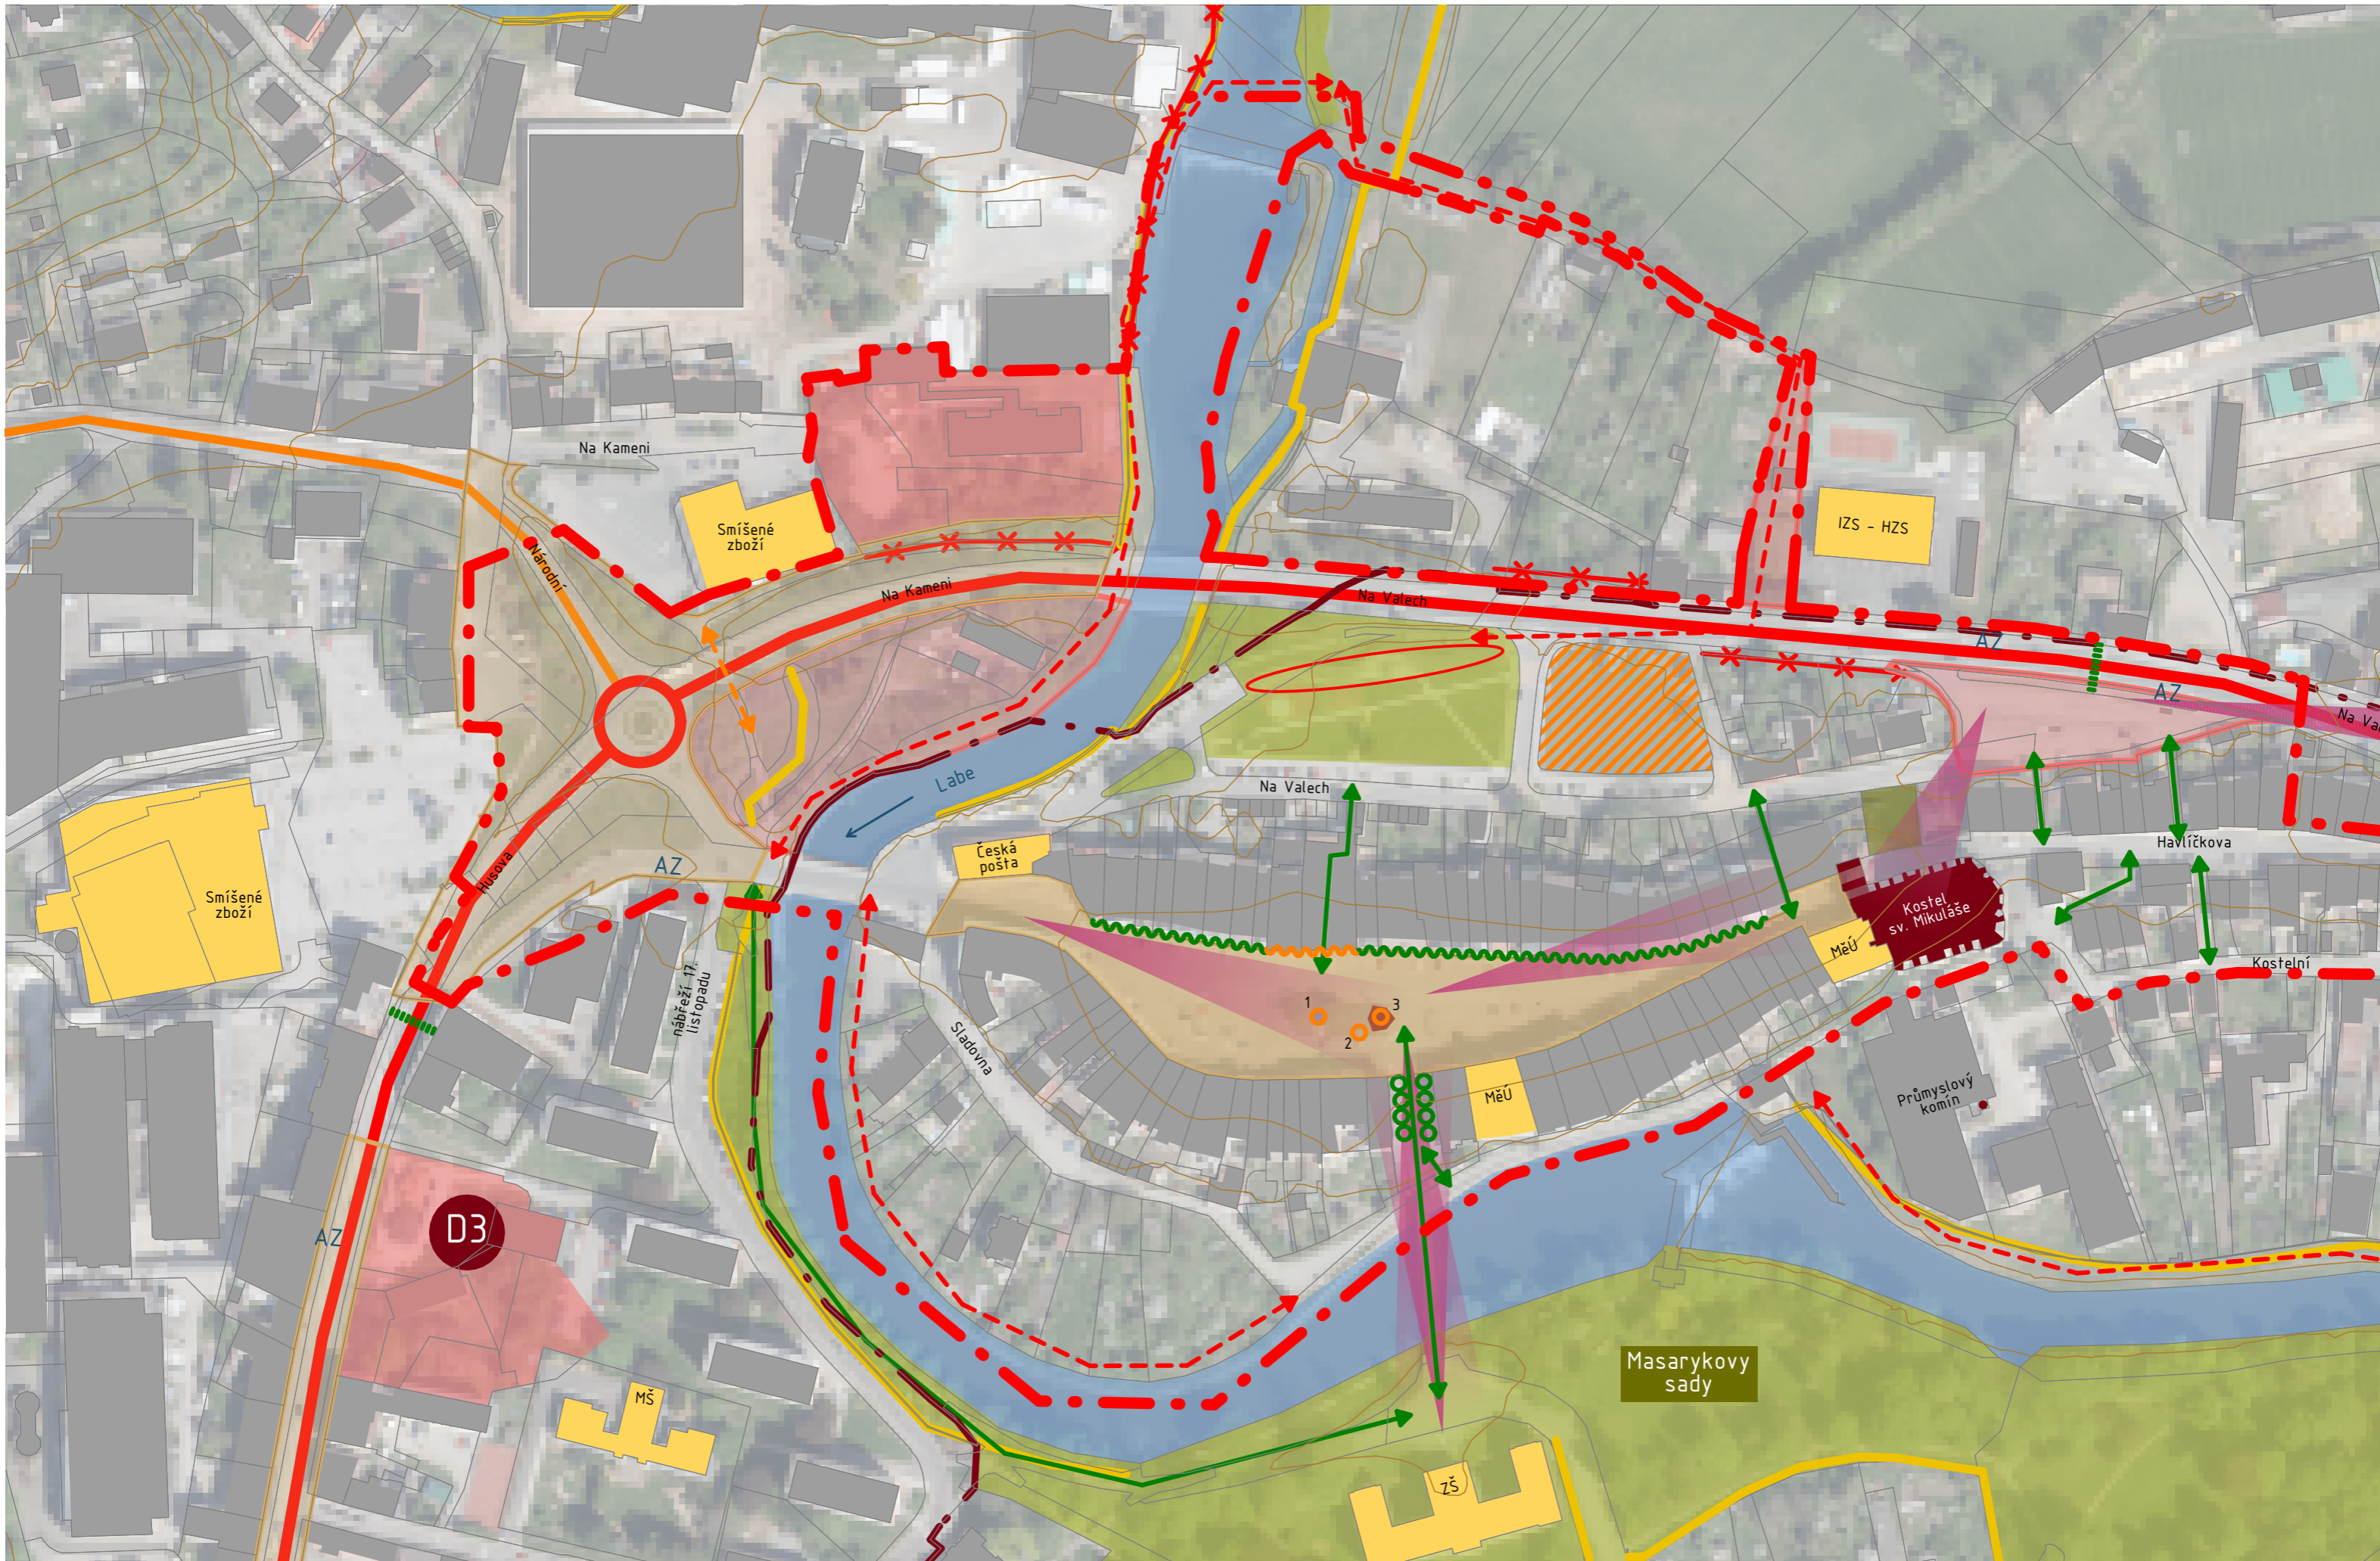 Na Kameni
Smíšené
zboží
IZS - HZS
Národní
Na Kameni
Na Valech
AZ
AZ
Na Va
Labe
Na Valech
Husova
AZ
Česká
pošta
Havlíčkova
Smíšené
zboží
Kostel
sv. Mikuláše
MěÚ
Kostelní
nábřeží 17.
listopadu
1
3
2
Sladovna
MěÚ
Průmyslový
komín
D3
AZ
Masarykovy
sady
MŠ
ZŠ